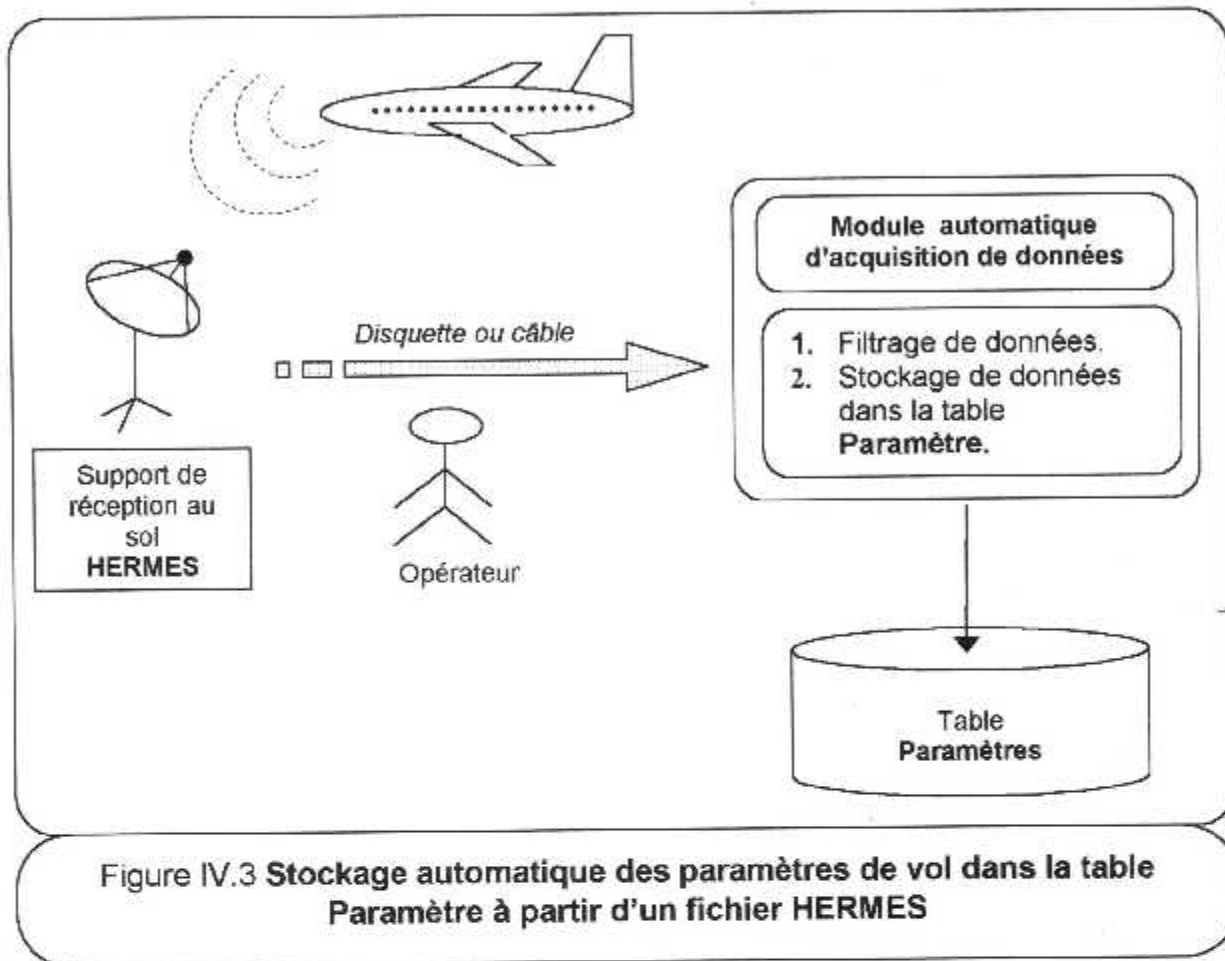 Module automatique
d'acquisition de données
Disquette ou câble
1. Filtrage de données.
2. Stockage de données
dans la table
Paramètre.
Support de
réception au
sol
HERMES
Opérateur
Table
Paramètres
Figure IV.3 Stockage automatique des paramètres de vol dans la table
Paramètre à partir d'un fichier HERMES